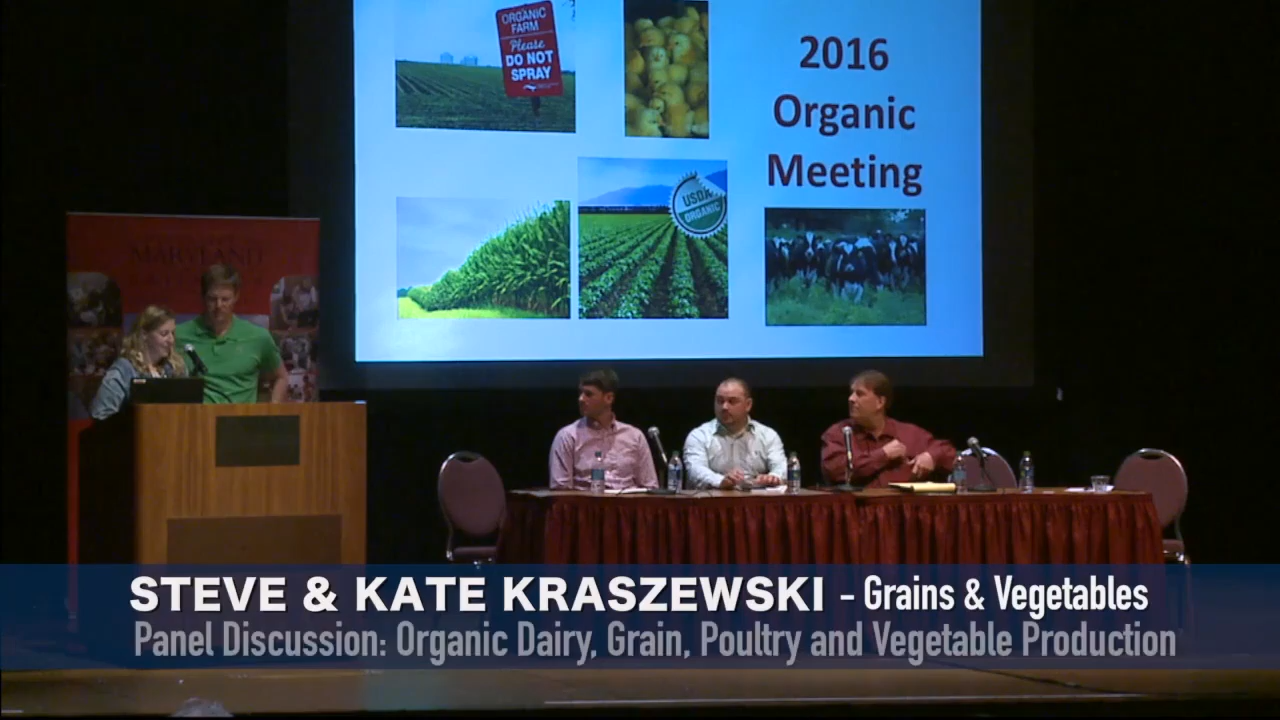 ORGANIC
FARM
Please
DO NOT
SPRAY
2016
Organic
Meeting
USDA
ORGANIC
MARYLAND
STEVE & KATE KRASZEWSKI - Grains & Vegetables
Panel Discussion: Organic Dairy, Grain, Poultry and Vegetable Production